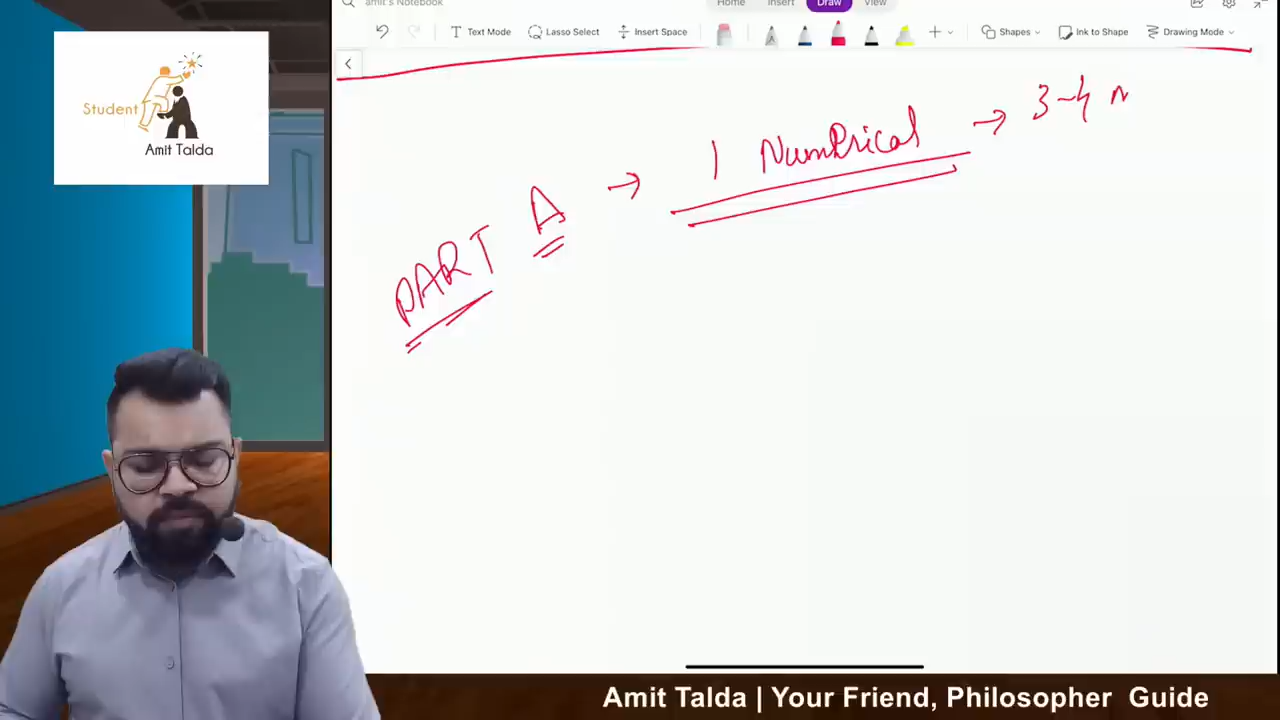 amit's Notebook
Home Insert Draw View
Text Mode Lasso Select Insert Space Shapes Ink to Shape Drawing Mode
Student
Amit Talda
PART A → 1 Numerical → 3-4 m
Amit Talda | Your Friend, Philosopher Guide